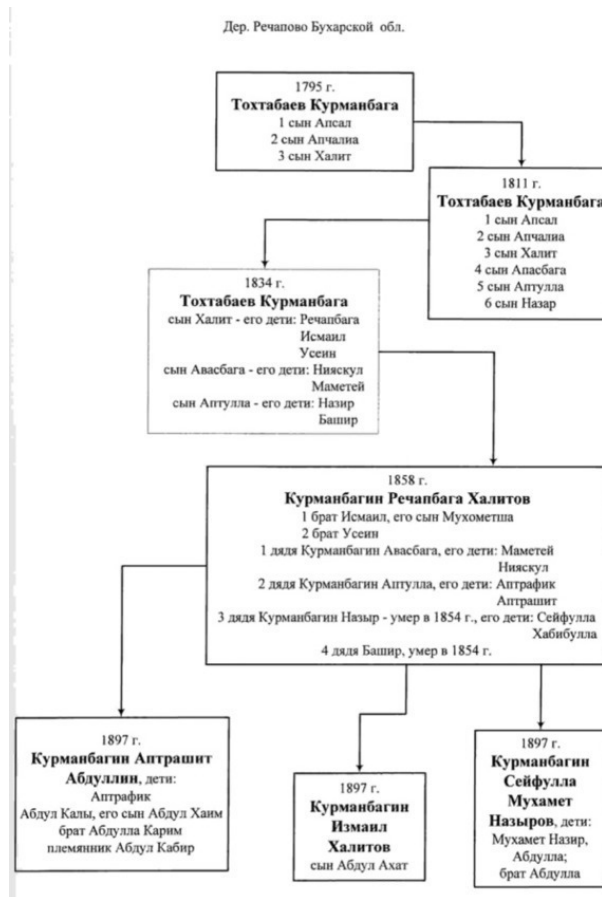 Дер. Речапово Бухарской обл.
1795 г.
Тохтабаев Курманбага
1 сын Апсал
2 сын Апчалиа
3 сын Халит
1811 г.
Тохтабаев Курманбага
1 сын Апсал
2 сын Апчалиа
3 сын Халит
4 сын Апасбага
5 сын Аптулла
6 сын Назар
1834 г.
Тохтабаев Курманбага
сын Халит - его дети: Речапбага
Исмаил
Усеин
сын Авасбага - его дети: Нияскул
Маметей
сын Аптулла - его дети: Назир
Башир
1858 г.
Курманбагин Речапбага Халитов
1 брат Исмаил, его сын Мухометша
2 брат Усеин
1 дядя Курманбагин Авасбага, его дети: Маметей
Нияскул
2 дядя Курманбагин Аптулла, его дети: Аптрафик
Аптрашит
3 дядя Курманбагин Назыр - умер в 1854 г., его дети: Сейфулла
Хабибулла
4 дядя Башир, умер в 1854 г.
1897 г.
Курманбагин Аптрашит
Абдуллин, дети:
Аптрафик
Абдул Калы, его сын Абдул Хаим
брат Абдулла Карим
племянник Абдул Кабир
1897 г.
Курманбагин
Измаил
Халитов
сын Абдул Ахат
1897 г.
Курманбагин
Сейфулла
Мухамет
Назыров, дети:
Мухамет Назир,
Абдулла;
брат Абдулла